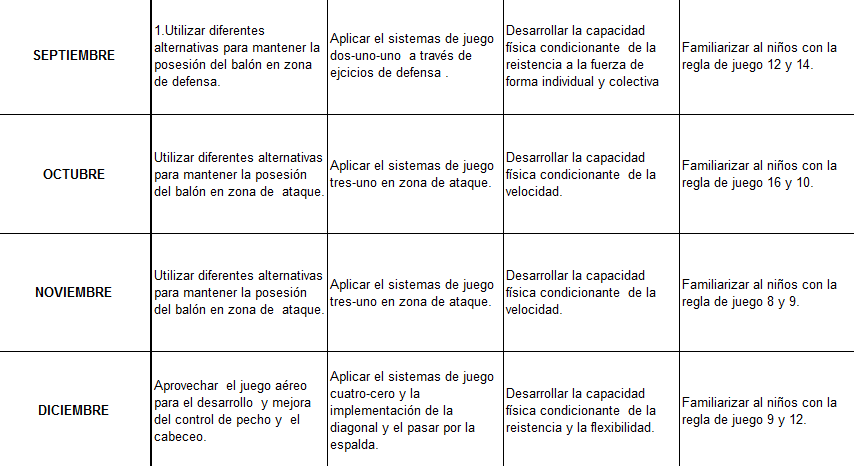 SEPTIEMBRE
1.Utilizar diferentes
alternativas para mantener la
posesión del balón en zona
de defensa.
Aplicar el sistemas de juego
dos-uno-uno a través de
ejcicios de defensa .
Desarrollar la capacidad
física condicionante de la
reistencia a la fuerza de
forma individual y colectiva
Familiarizar al niños con la
regla de juego 12 y 14.
OCTUBRE
Utilizar diferentes alternativas
para mantener la posesión
del balón en zona de ataque.
Aplicar el sistemas de juego
tres-uno en zona de ataque.
Desarrollar la capacidad
física condicionante de la
velocidad.
Familiarizar al niños con la
regla de juego 16 y 10.
NOVIEMBRE
Utilizar diferentes alternativas
para mantener la posesión
del balón en zona de ataque.
Aplicar el sistemas de juego
tres-uno en zona de ataque.
Desarrollar la capacidad
física condicionante de la
velocidad.
Familiarizar al niños con la
regla de juego 8 y 9.
DICIEMBRE
Aprovechar el juego aéreo
para el desarrollo y mejora
del control de pecho y el
cabeceo.
Aplicar el sistemas de juego
cuatro-cero y la
implementación de la
diagonal y el pasar por la
espalda.
Desarrollar la capacidad
física condicionante de la
reistencia y la flexibilidad.
Familiarizar al niños con la
regla de juego 9 y 12.